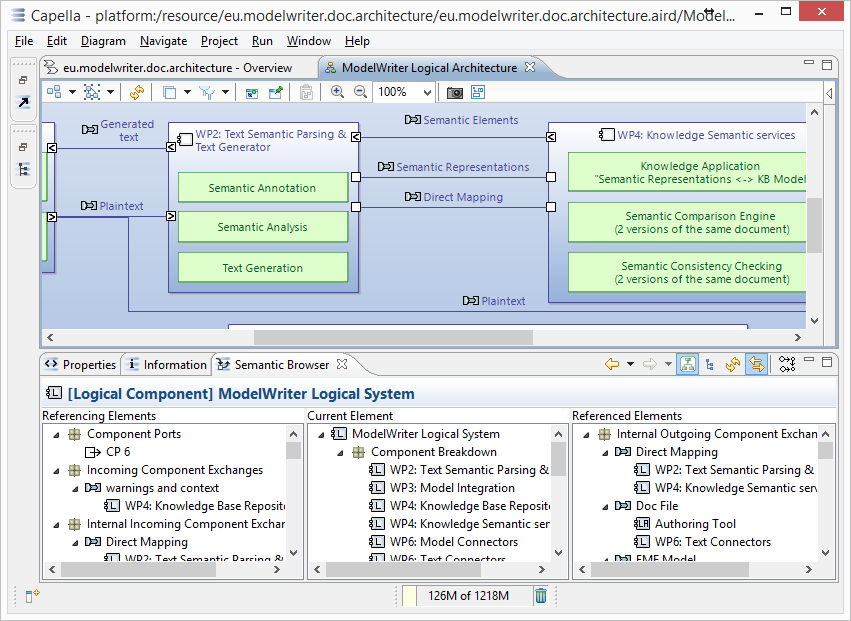 Capella - platform:/resource/eu.modelwriter.doc.architecture/eu.modelwriter.doc.architecture.aird/Model...
File Edit Diagram Navigate Project Run Window Help
eu.modelwriter.doc.architecture - Overview
ModelWriter Logical Architecture
100%
Generated
text
Plaintext
WP2: Text Semantic Parsing &
Text Generator
Semantic Annotation
Semantic Analysis
Text Generation
Semantic Elements
Semantic Representations
Direct Mapping
Plaintext
WP4: Knowledge Semantic services
Knowledge Application
"Semantic Representations <-> KB Model
Semantic Comparison Engine
(2 versions of the same document)
Semantic Consistency Checking
(2 versions of the same document)
Properties
Information
Semantic Browser
[Logical Component] ModelWriter Logical System
Referencing Elements
Component Ports
CP 6
Incoming Component Exchanges
warnings and context
WP4: Knowledge Base Reposit
Internal Incoming Component Exchar
Direct Mapping
WP2: Text Semantic Parsing &
Current Element
ModelWriter Logical System
Component Breakdown
WP2: Text Semantic Parsing &
WP3: Model Integration
WP4: Knowledge Base Reposit
WP4: Knowledge Semantic ser
WP6: Model Connectors
WP6: Text Connectors
Referenced Elements
Internal Outgoing Component Exchan
Direct Mapping
WP2: Text Semantic Parsing &
WP4: Knowledge Semantic serv
Doc File
Authoring Tool
WP6: Text Connectors
EMF Model
126M of 1218M